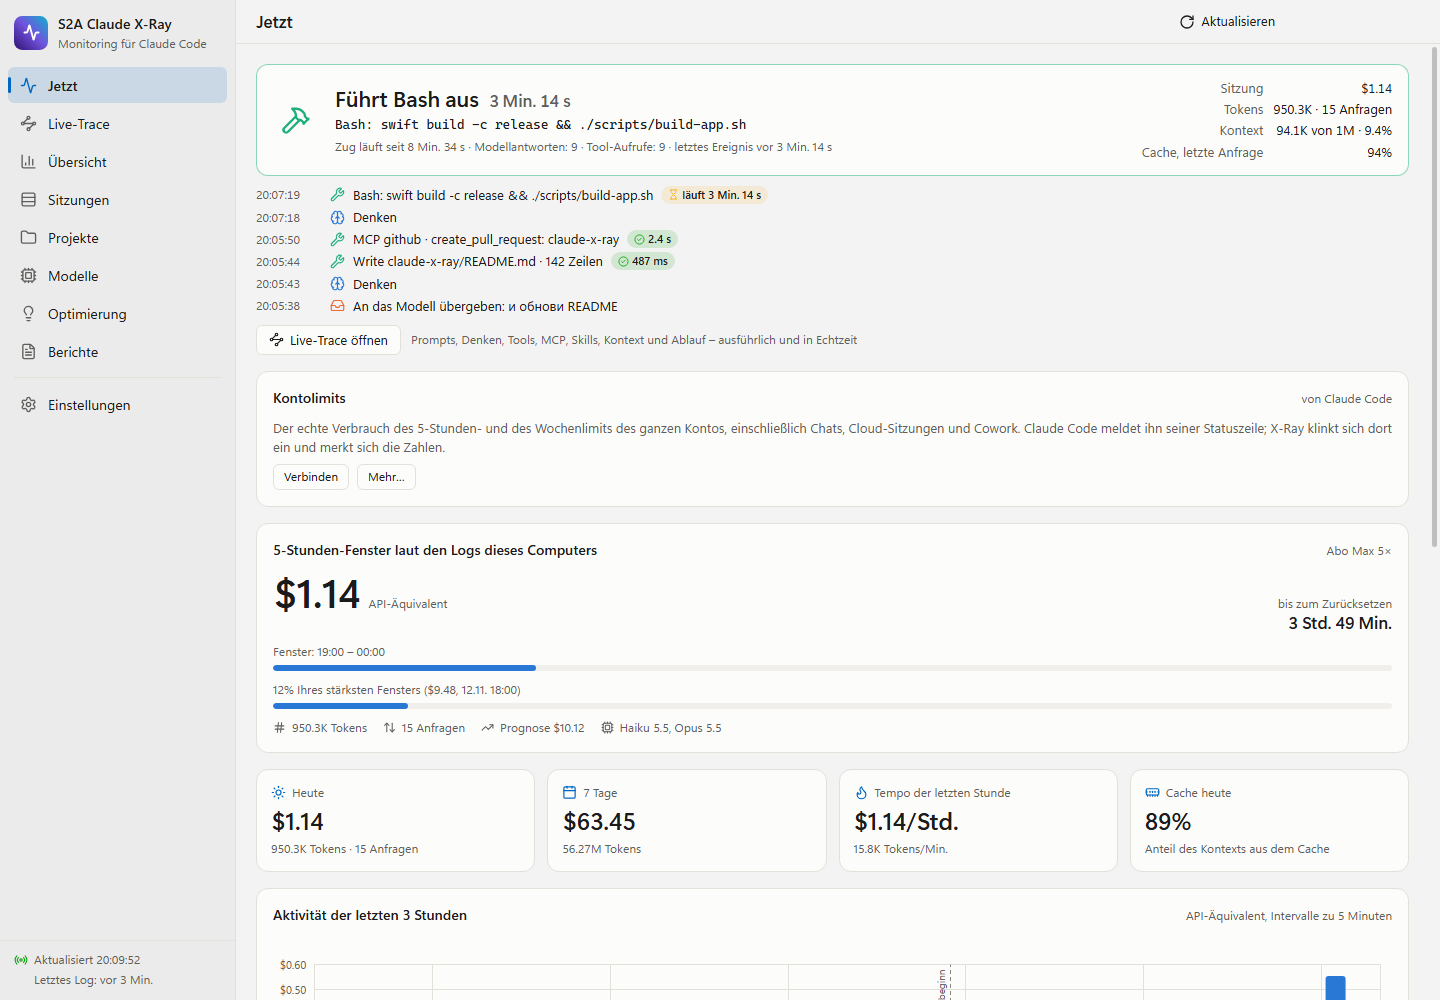 S2A Claude X-Ray
Monitoring für Claude Code
Jetzt
Live-Trace
Übersicht
Sitzungen
Projekte
Modelle
Optimierung
Berichte
Einstellungen
Aktualisiert 20:09:52
Letztes Log: vor 3 Min.
Jetzt
Aktualisieren
Führt Bash aus 3 Min. 14 s
Bash: swift build -c release && ./scripts/build-app.sh
Zug läuft seit 8 Min. 34 s · Modellantworten: 9 · Tool-Aufrufe: 9 · letztes Ereignis vor 3 Min. 14 s
Sitzung $1.14
Tokens 950.3K · 15 Anfragen
Kontext 94.1K von 1M · 9.4%
Cache, letzte Anfrage 94%
20:07:19 Bash: swift build -c release && ./scripts/build-app.sh läuft 3 Min. 14 s
20:07:18 Denken
20:05:50 MCP github · create_pull_request: claude-x-ray 2.4 s
20:05:44 Write claude-x-ray/README.md · 142 Zeilen 487 ms
20:05:43 Denken
20:05:38 An das Modell übergeben: и обнови README
Live-Trace öffnen Prompts, Denken, Tools, MCP, Skills, Kontext und Ablauf – ausführlich und in Echtzeit
Kontolimits von Claude Code
Der echte Verbrauch des 5-Stunden- und des Wochenlimits des ganzen Kontos, einschließlich Chats, Cloud-Sitzungen und Cowork. Claude Code meldet ihn seiner Statuszeile; X-Ray klinkt sich dort
ein und merkt sich die Zahlen.
Verbinden Mehr...
5-Stunden-Fenster laut den Logs dieses Computers Abo Max 5×
$1.14 API-Äquivalent
bis zum Zurücksetzen
3 Std. 49 Min.
Fenster: 19:00 – 00:00
12% Ihres stärksten Fensters ($9.48, 12.11. 18:00)
950.3K Tokens 15 Anfragen Prognose $10.12 Haiku 5.5, Opus 5.5
Heute
$1.14
950.3K Tokens · 15 Anfragen
7 Tage
$63.45
56.27M Tokens
Tempo der letzten Stunde
$1.14/Std.
15.8K Tokens/Min.
Cache heute
89%
Anteil des Kontexts aus dem Cache
Aktivität der letzten 3 Stunden API-Äquivalent, Intervalle zu 5 Minuten
$0.60
$0.50